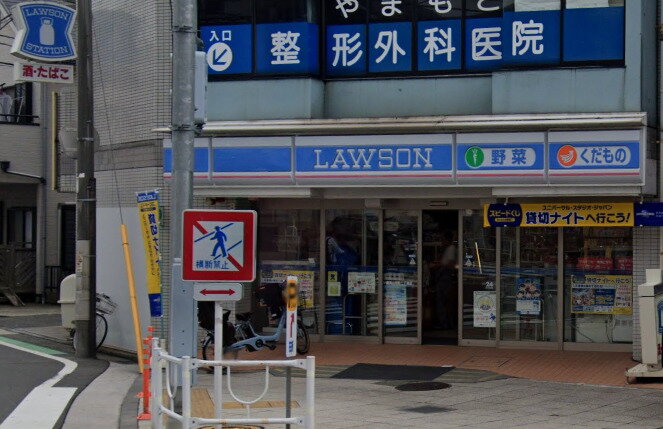 LAWSON
STATION
酒・たばこ
やまもと
入口
整形外科医院
LAWSON
野菜
くだもの
ユニバーサル・スタジオ・ジャパン
スピードくじ
貸切ナイトへ行こう!
横断禁止
24